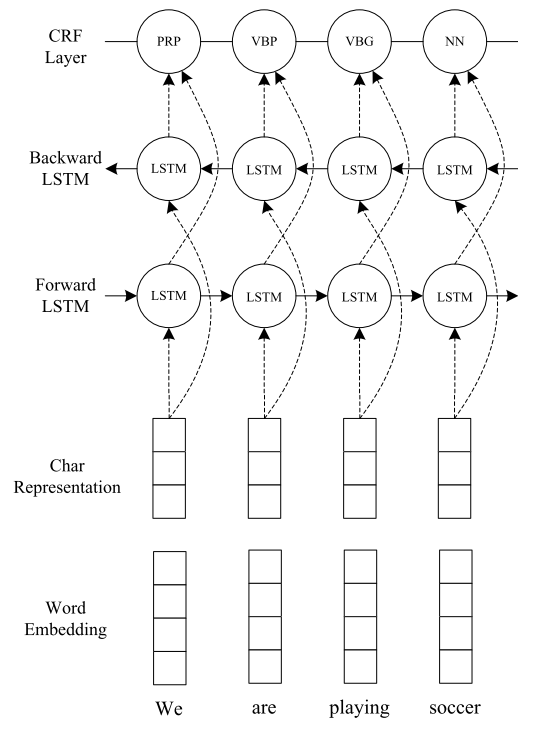 CRF
Layer
PRP VBP VBG NN
Backward
LSTM
LSTM LSTM LSTM LSTM
Forward
LSTM
LSTM LSTM LSTM LSTM
Char
Representation
Word
Embedding
We are playing soccer